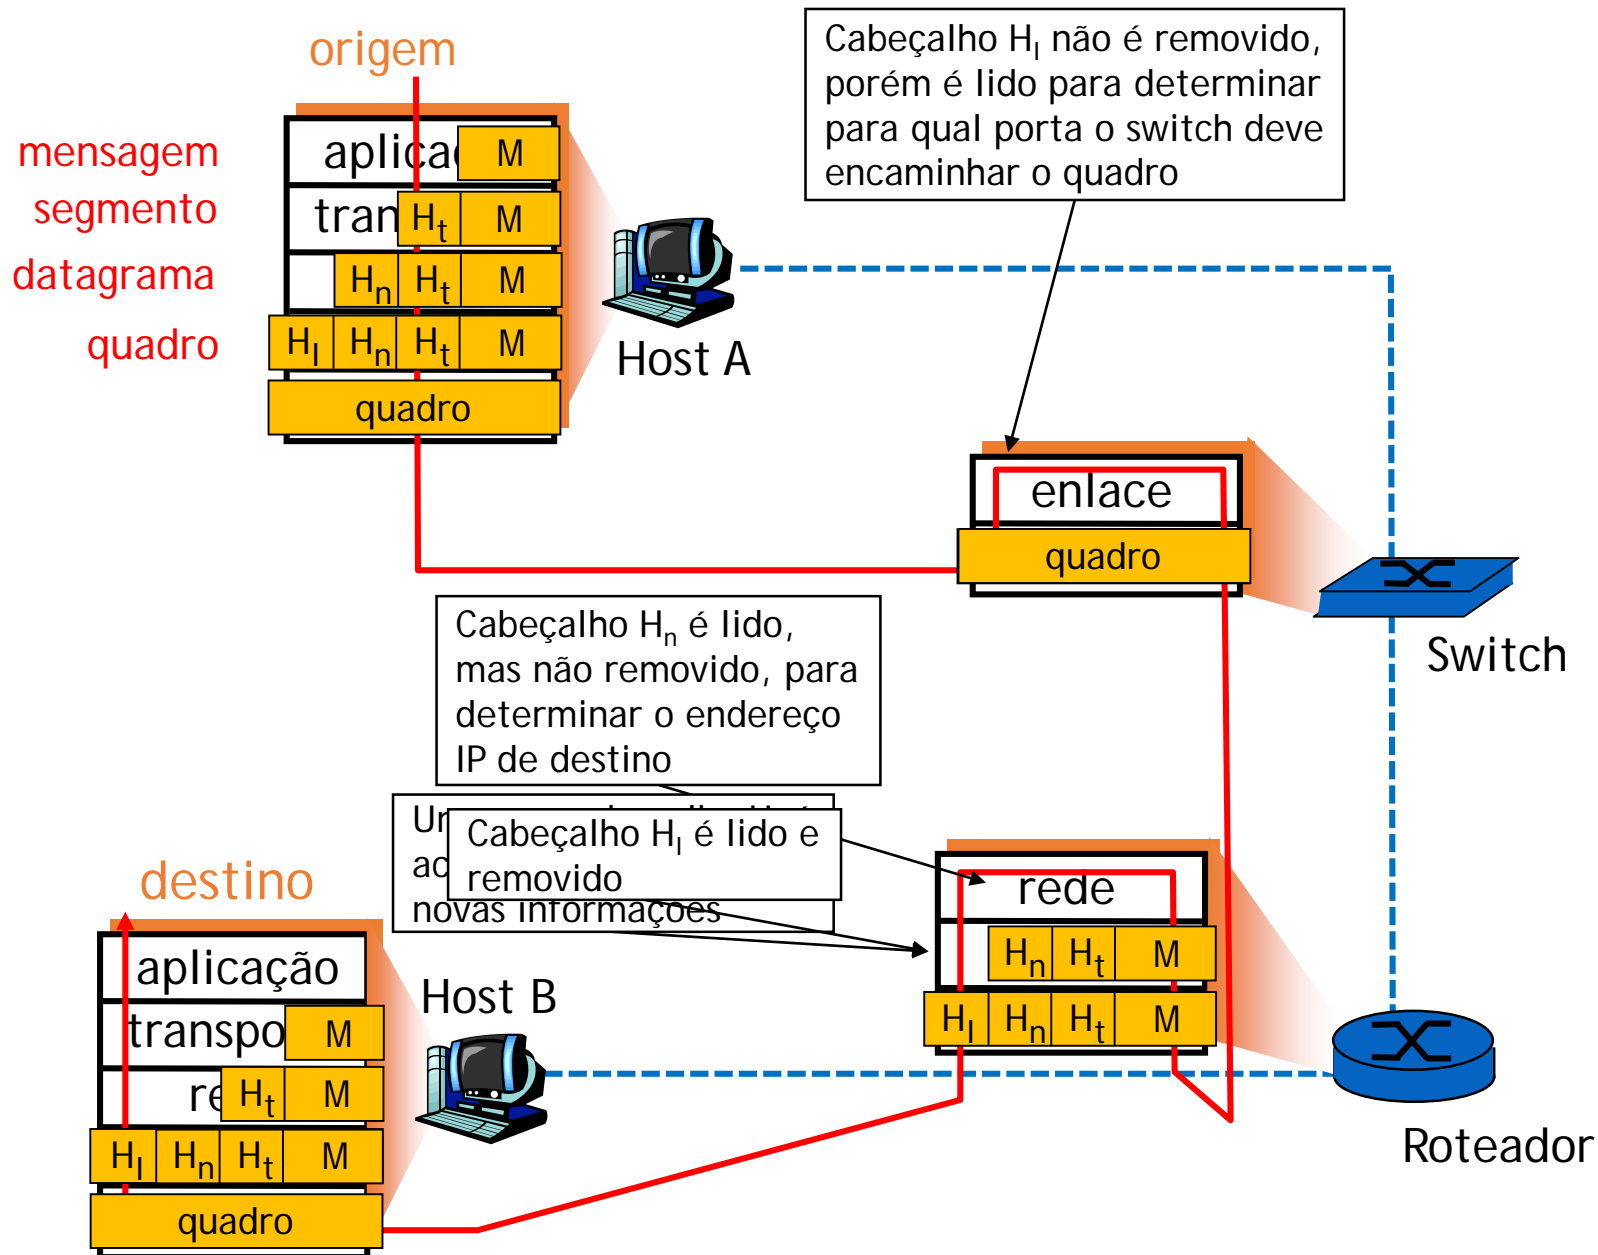 origem
mensagem
segmento
datagrama
quadro
M
Ht M
Hn Ht M
Hl Hn Ht M
quadro
Host A
Cabeçalho Hl não é removido,
porém é lido para determinar
para qual porta o switch deve
encaminhar o quadro
enlace
quadro
Switch
Cabeçalho Hn é lido,
mas não removido, para
determinar o endereço
IP de destino
Cabeçalho Hl é lido e
removido
novas informações
rede
Hn Ht M
Hl Hn Ht M
Roteador
destino
aplicação
M
Ht M
Hl Hn Ht M
quadro
Host B